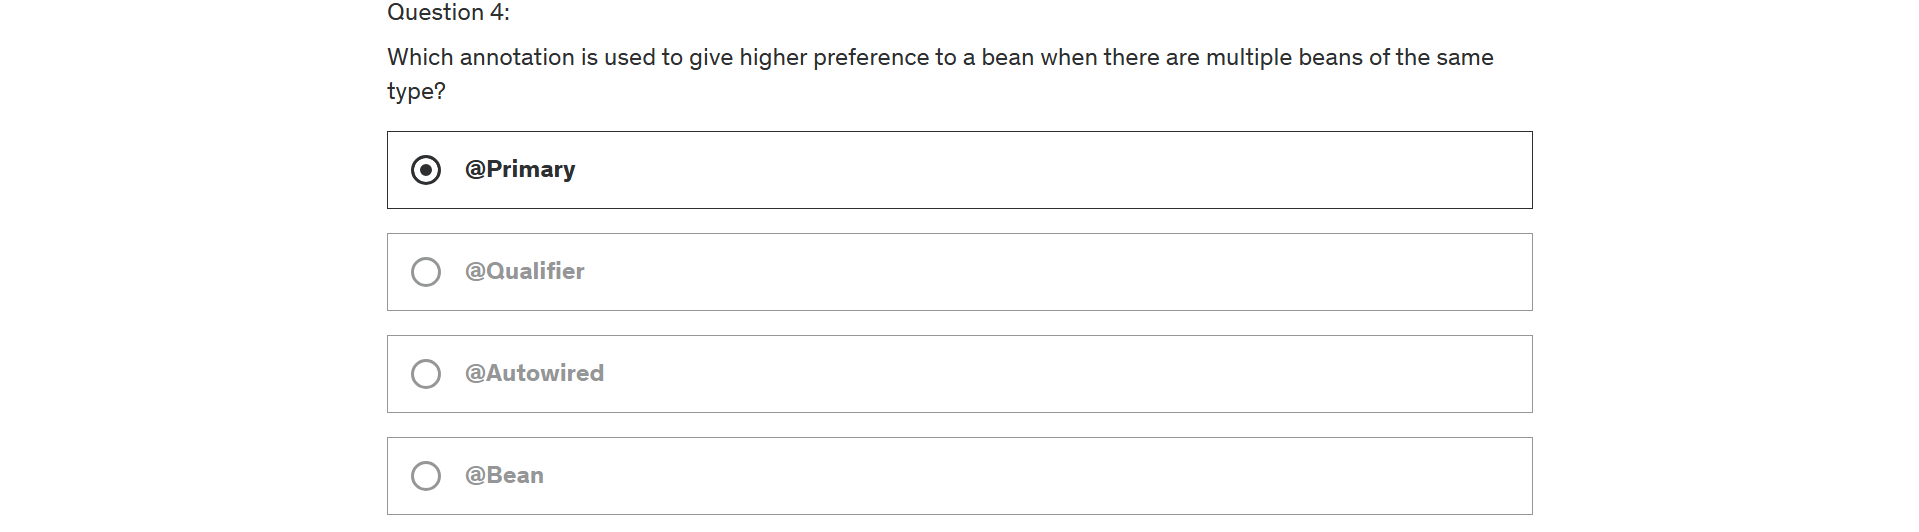 Question 4:
Which annotation is used to give higher preference to a bean when there are multiple beans of the same
type?
@Primary
@Qualifier
@Autowired
@Bean